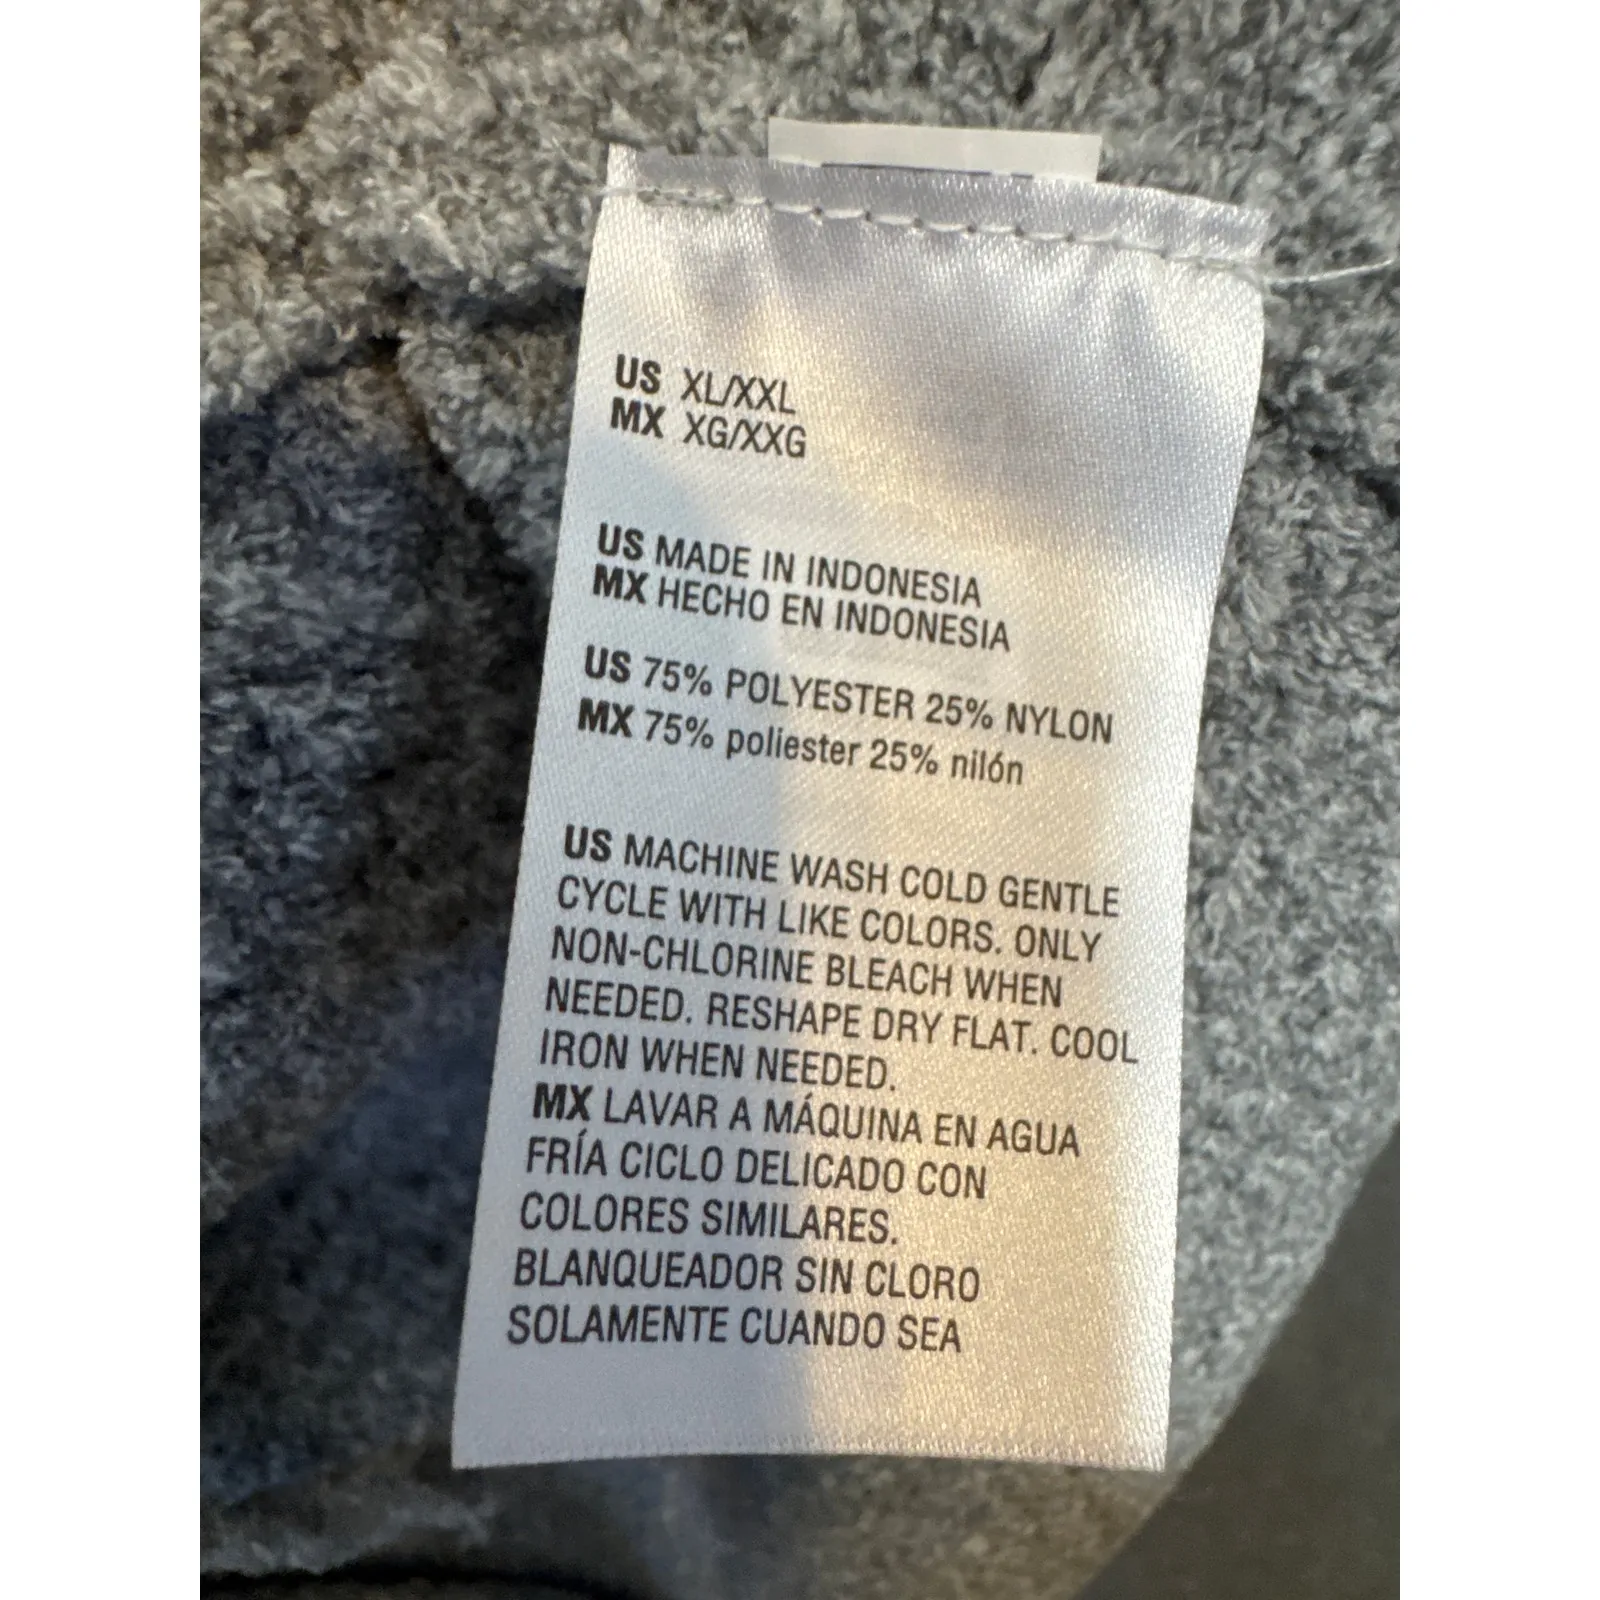 US XL/XXL
MX XG/XXG
US MADE IN INDONESIA
MX HECHO EN INDONESIA
US 75% POLYESTER 25% NYLON
MX 75% poliester 25% nilón
US MACHINE WASH COLD GENTLE
CYCLE WITH LIKE COLORS. ONLY
NON-CHLORINE BLEACH WHEN
NEEDED. RESHAPE DRY FLAT. COOL
IRON WHEN NEEDED.
MX LAVAR A MÁQUINA EN AGUA
FRÍA CICLO DELICADO CON
COLORES SIMILARES.
BLANQUEADOR SIN CLORO
SOLAMENTE CUANDO SEA